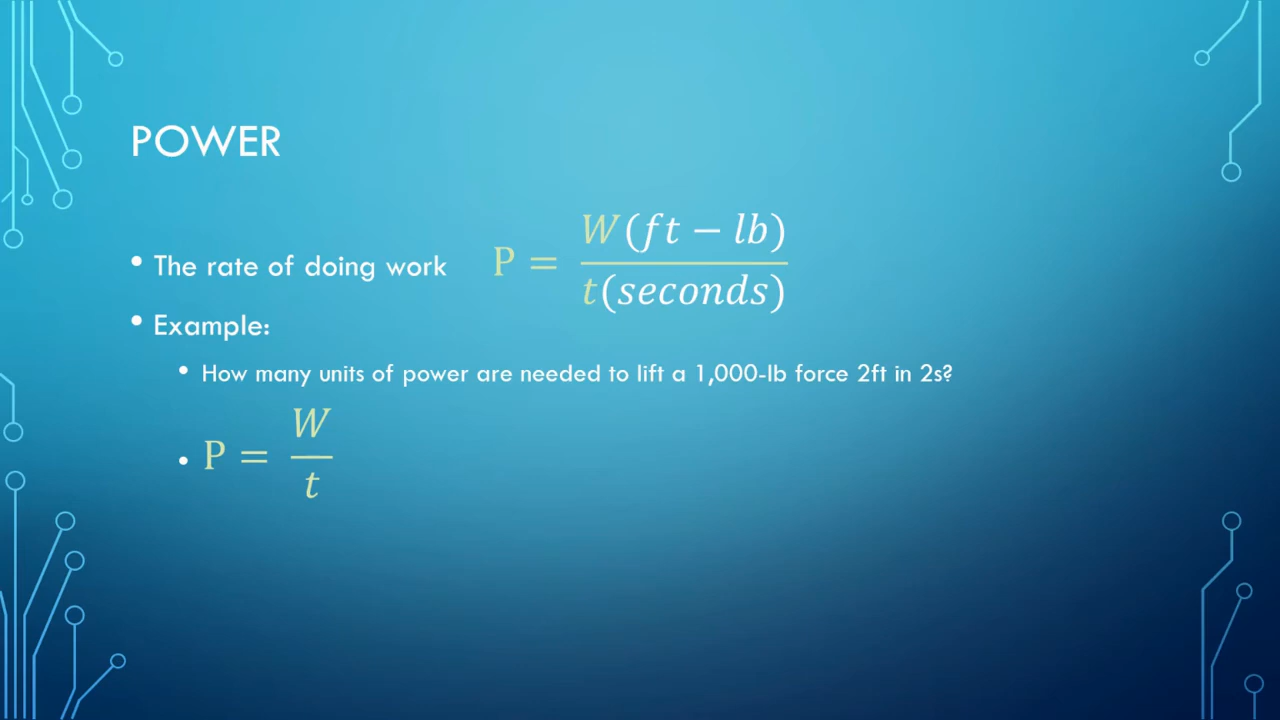 POWER
• The rate of doing work P = W(ft − lb) / t(seconds)
• Example:
• How many units of power are needed to lift a 1,000-lb force 2ft in 2s?
• P = W / t